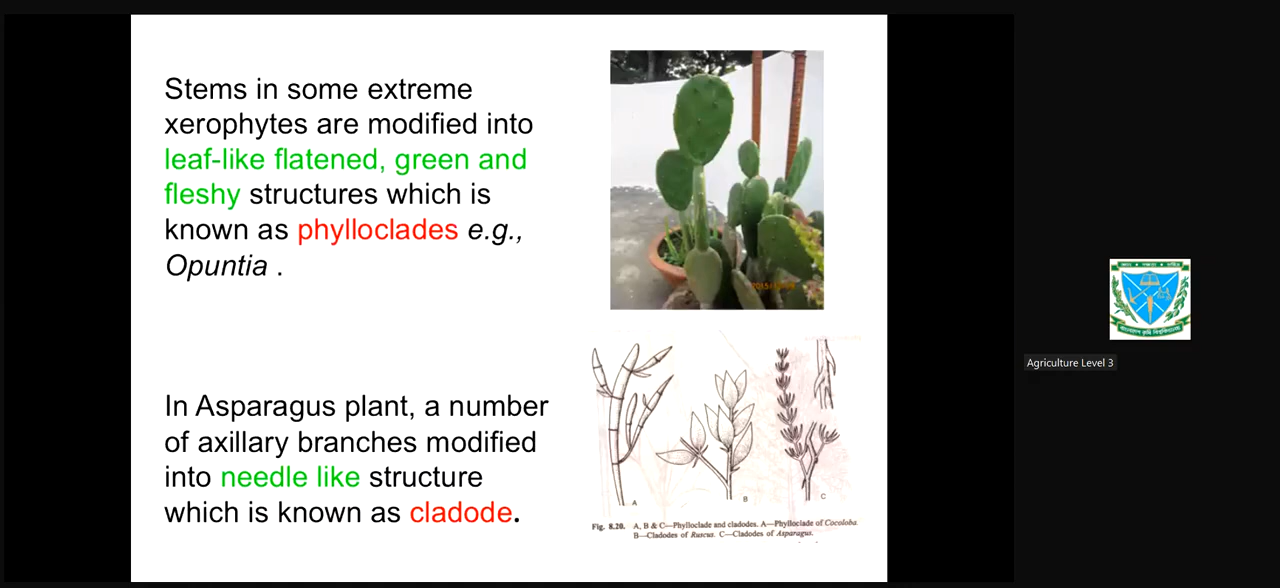 Stems in some extreme
xerophytes are modified into
leaf-like flatened, green and
fleshy structures which is
known as phylloclades e.g.,
Opuntia .
In Asparagus plant, a number
of axillary branches modified
into needle like structure
which is known as cladode.
A
B
C
Fig. 8.20. A, B & C—Phylloclade and cladodes. A—Phylloclade of Cocoloba.
B—Cladodes of Ruscus. C—Cladodes of Asparagus.
Agriculture Level 3